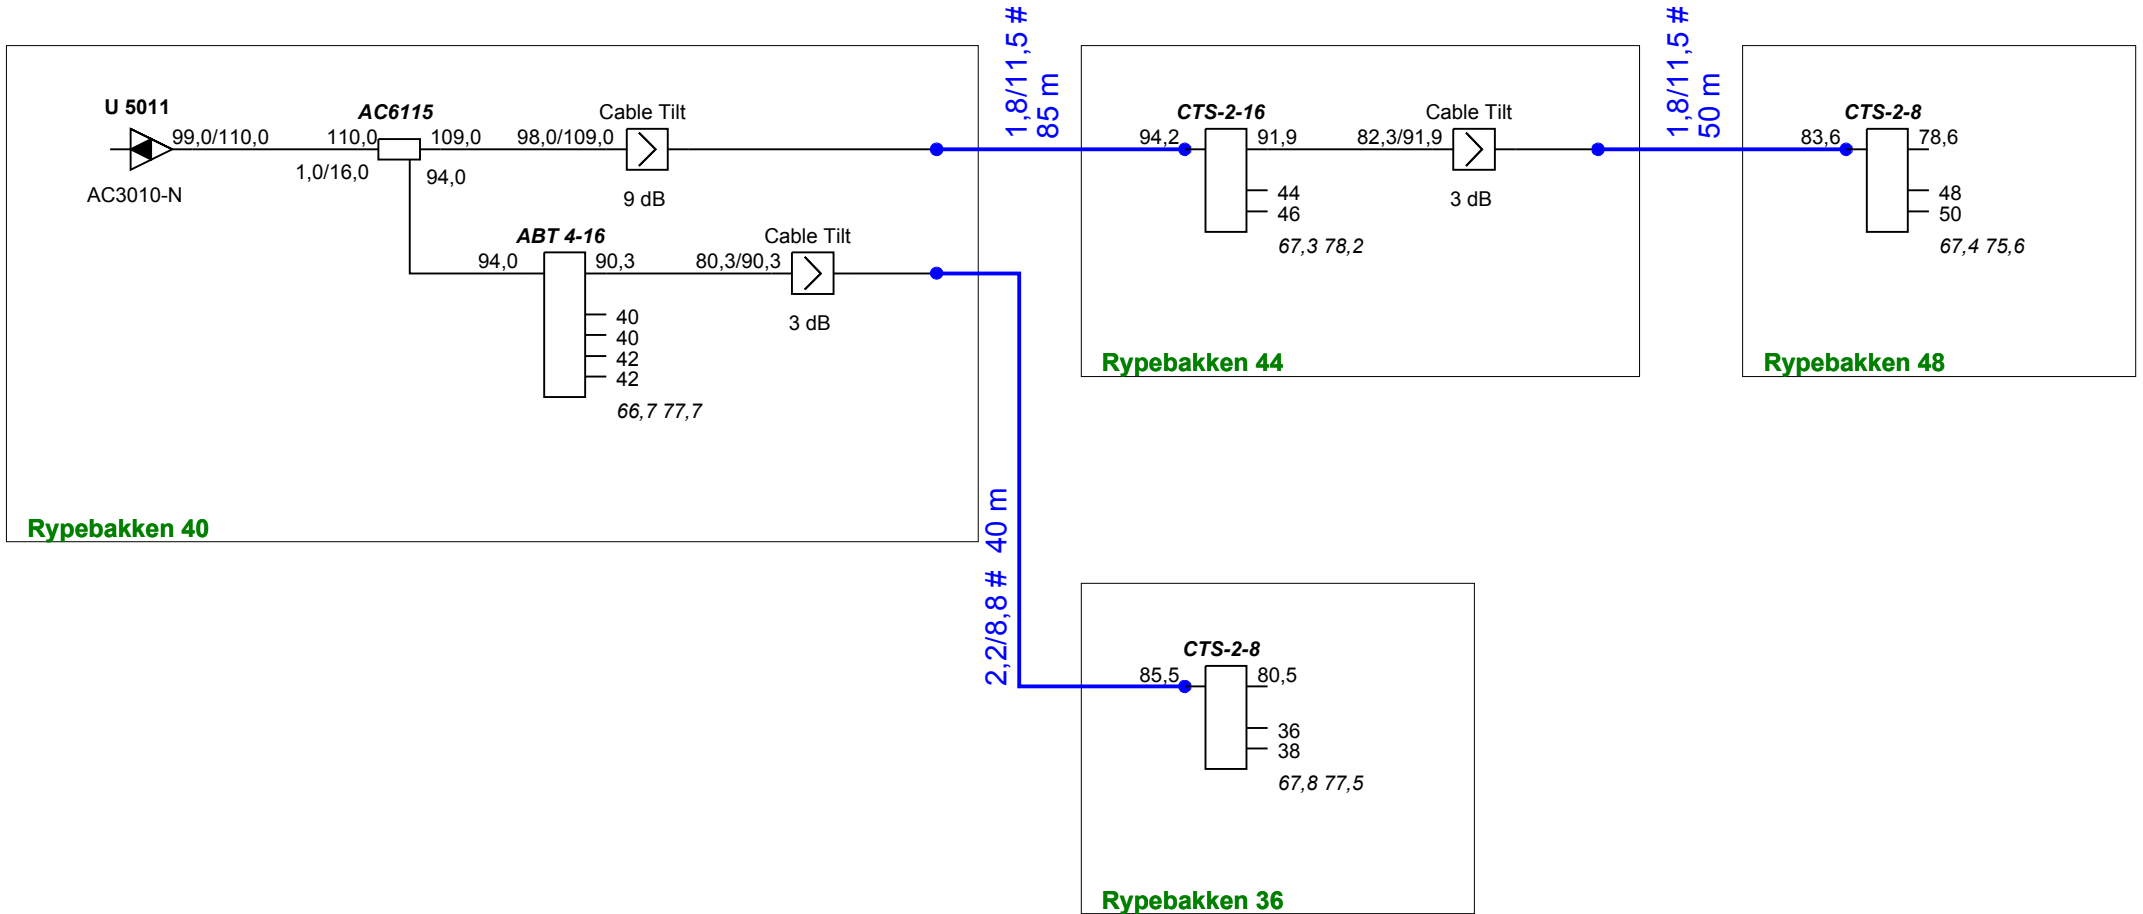 1,8/11,5 #
85 m
1,8/11,5 #
50 m
U 5011
AC6115
Cable Tilt
CTS-2-16
Cable Tilt
CTS-2-8
99,0/110,0
110,0
109,0
98,0/109,0
94,2
91,9
82,3/91,9
83,6
78,6
1,0/16,0
94,0
AC3010-N
9 dB
44
46
3 dB
48
50
67,3 78,2
67,4 75,6
ABT 4-16
Cable Tilt
94,0
90,3
80,3/90,3
40
40
42
42
3 dB
66,7 77,7
Rypebakken 44
Rypebakken 48
Rypebakken 40
2,2/8,8 # 40 m
CTS-2-8
85,5
80,5
36
38
67,8 77,5
Rypebakken 36